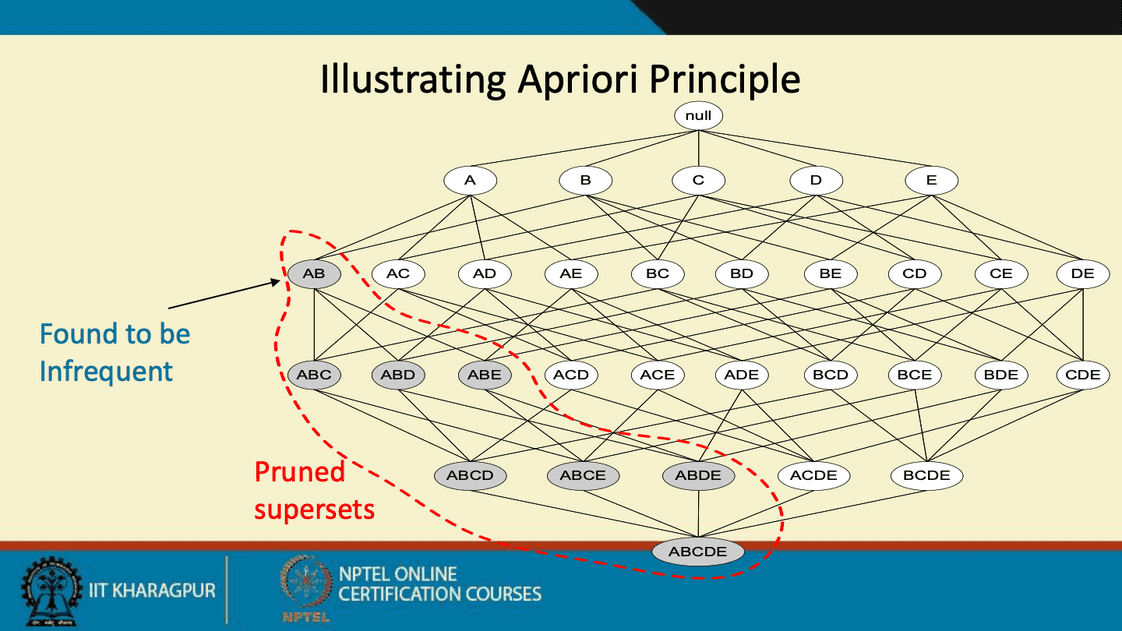 Illustrating Apriori Principle
null
A B C D E
AB AC AD AE BC BD BE CD CE DE
Found to be
Infrequent
ABC ABD ABE ACD ACE ADE BCD BCE BDE CDE
Pruned
supersets
ABCD ABCE ABDE ACDE BCDE
ABCDE
IIT KHARAGPUR
NPTEL
NPTEL ONLINE
CERTIFICATION COURSES